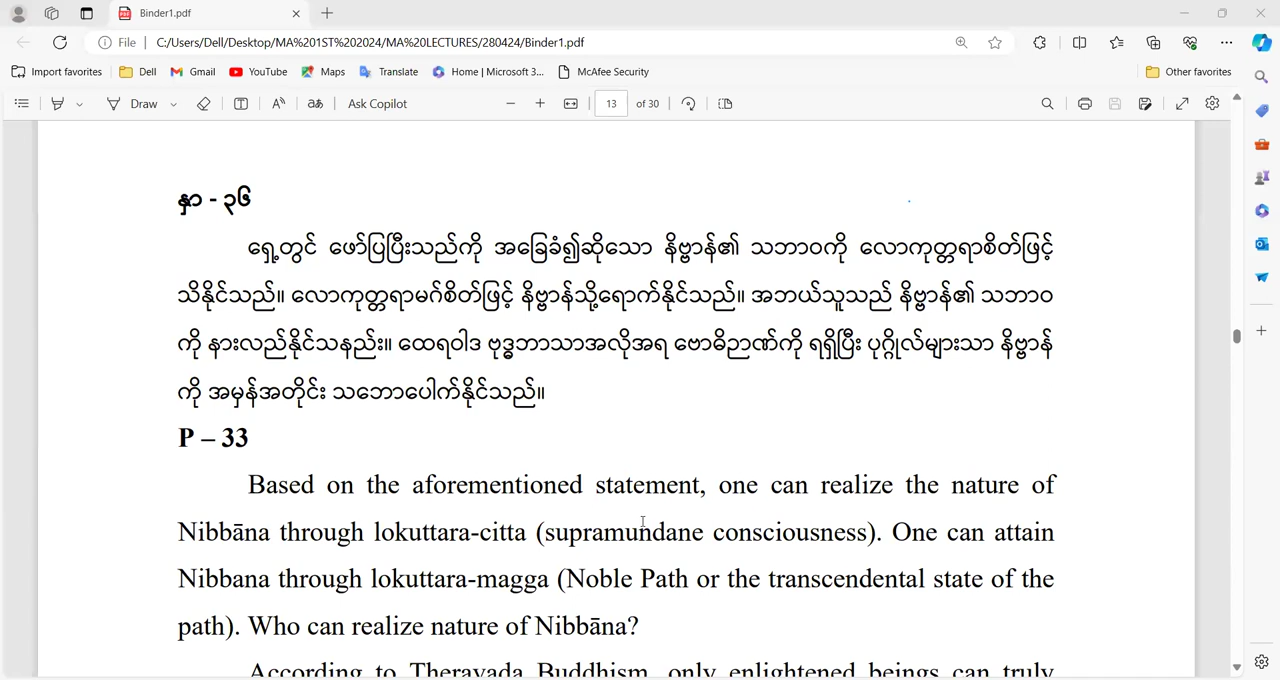 Binder1.pdf
File
C:/Users/Dell/Desktop/MA%201ST%202024/MA%20LECTURES/280424/Binder1.pdf
Import favorites Dell Gmail YouTube Maps Translate Home | Microsoft 3... McAfee Security Other favorites
Draw Ask Copilot 13 of 30
နှာ - ၃၆
ရှေ့တွင် ဖော်ပြပြီးသည်ကို အခြေခံ၍ဆိုသော နိဗ္ဗာန်၏ သဘာဝကို လောကုတ္တရာစိတ်ဖြင့်
သိနိုင်သည်။ လောကုတ္တရာမဂ်စိတ်ဖြင့် နိဗ္ဗာန်သို့ရောက်နိုင်သည်။ အဘယ်သူသည် နိဗ္ဗာန်၏ သဘာဝ
ကို နားလည်နိုင်သနည်း။ ထေရဝါဒ ဗုဒ္ဓဘာသာအလိုအရ ဗောဓိဉာဏ်ကို ရရှိပြီး ပုဂ္ဂိုလ်များသာ နိဗ္ဗာန်
ကို အမှန်အတိုင်း သဘောပေါက်နိုင်သည်။
P – 33
Based on the aforementioned statement, one can realize the nature of
Nibbāna through lokuttara-citta (supramundane consciousness). One can attain
Nibbana through lokuttara-magga (Noble Path or the transcendental state of the
path). Who can realize nature of Nibbāna?
According to Theravada Buddhism, only enlightened beings can truly